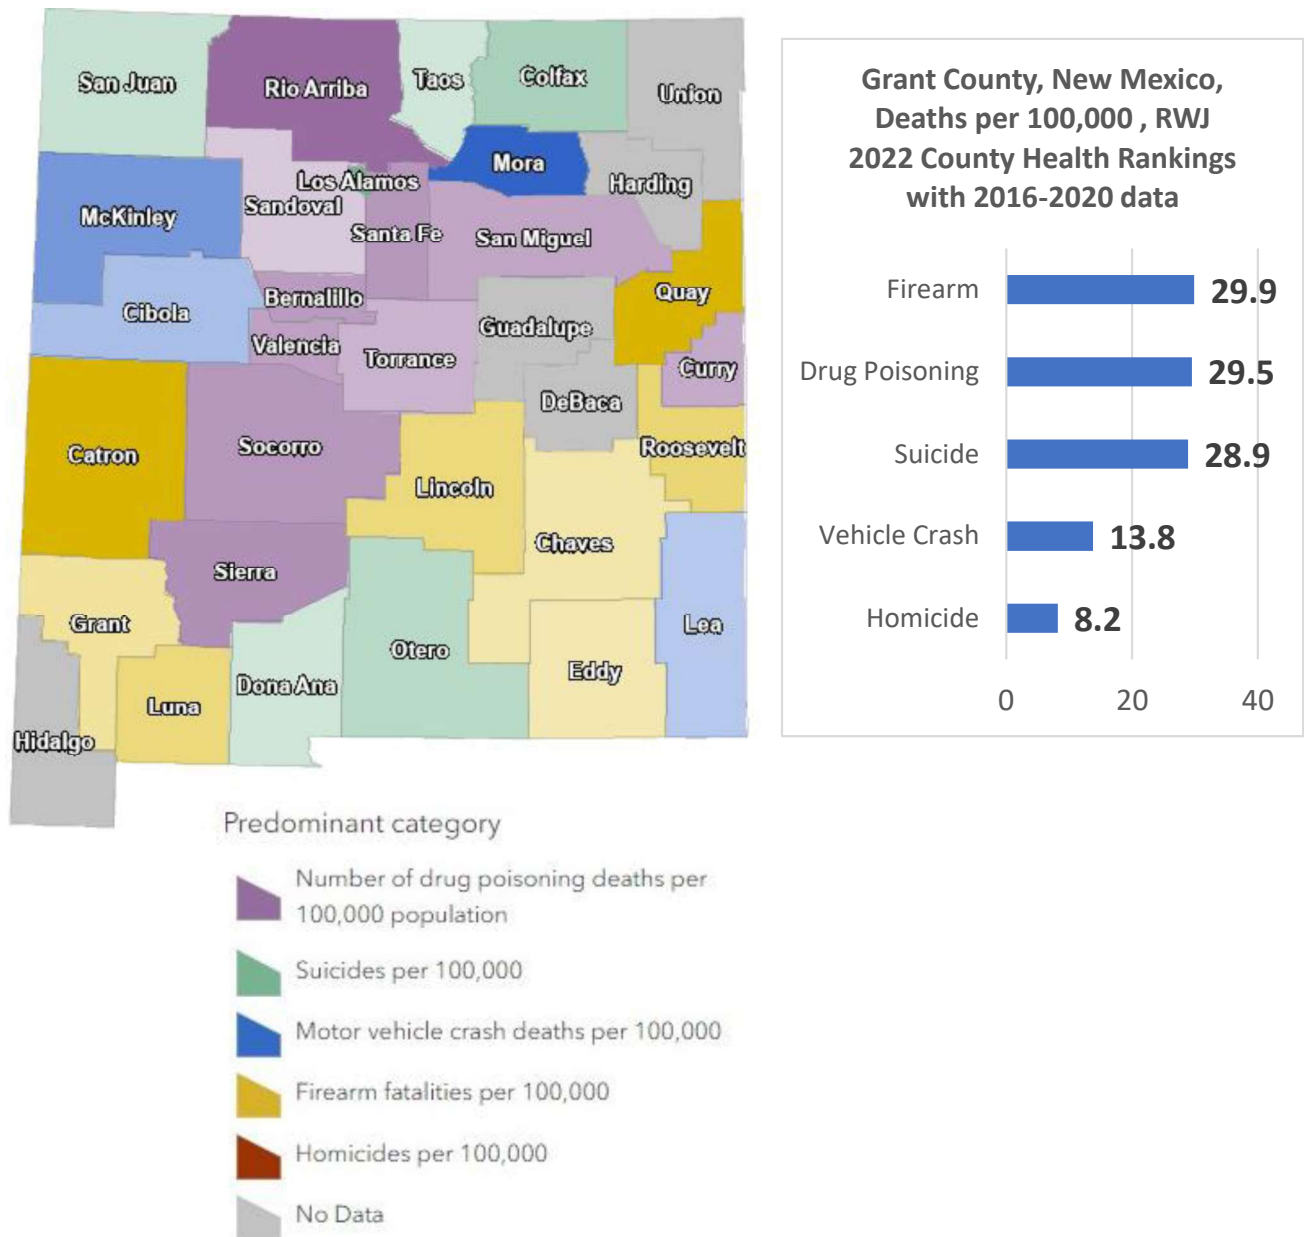 San Juan
Rio Arriba
Taos
Colfax
Union
Mora
Harding
Los Alamos
McKinley
Sandoval
Santa Fe
San Miguel
Cibola
Bernalillo
Quay
Guadalupe
Valencia
Torrance
Curry
DeBaca
Catron
Socorro
Roosevelt
Lincoln
Chaves
Sierra
Grant
Lea
Otero
Eddy
Dona Ana
Luna
Hidalgo
Grant County, New Mexico,
Deaths per 100,000 , RWJ
2022 County Health Rankings
with 2016-2020 data
Firearm 29.9
Drug Poisoning 29.5
Suicide 28.9
Vehicle Crash 13.8
Homicide 8.2
0 20 40
Predominant category
Number of drug poisoning deaths per
100,000 population
Suicides per 100,000
Motor vehicle crash deaths per 100,000
Firearm fatalities per 100,000
Homicides per 100,000
No Data